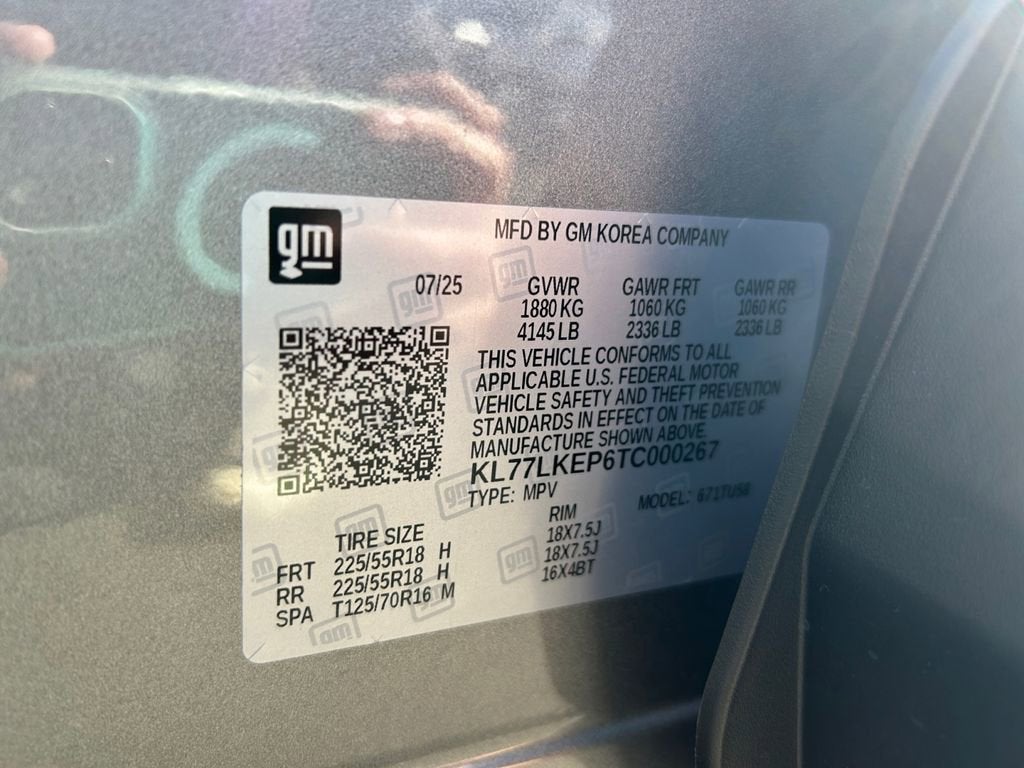 gm
MFD BY GM KOREA COMPANY
07/25 GVWR GAWR FRT GAWR RR
1880 KG 1060 KG 1060 KG
4145 LB 2336 LB 2336 LB
THIS VEHICLE CONFORMS TO ALL
APPLICABLE U.S. FEDERAL MOTOR
VEHICLE SAFETY AND THEFT PREVENTION
STANDARDS IN EFFECT ON THE DATE OF
MANUFACTURE SHOWN ABOVE.
KL77LKEP6TC000267
TYPE: MPV MODEL: 671TU58
TIRE SIZE RIM
FRT 225/55R18 H 18X7.5J
RR 225/55R18 H 18X7.5J
SPA T125/70R16 M 16X4BT